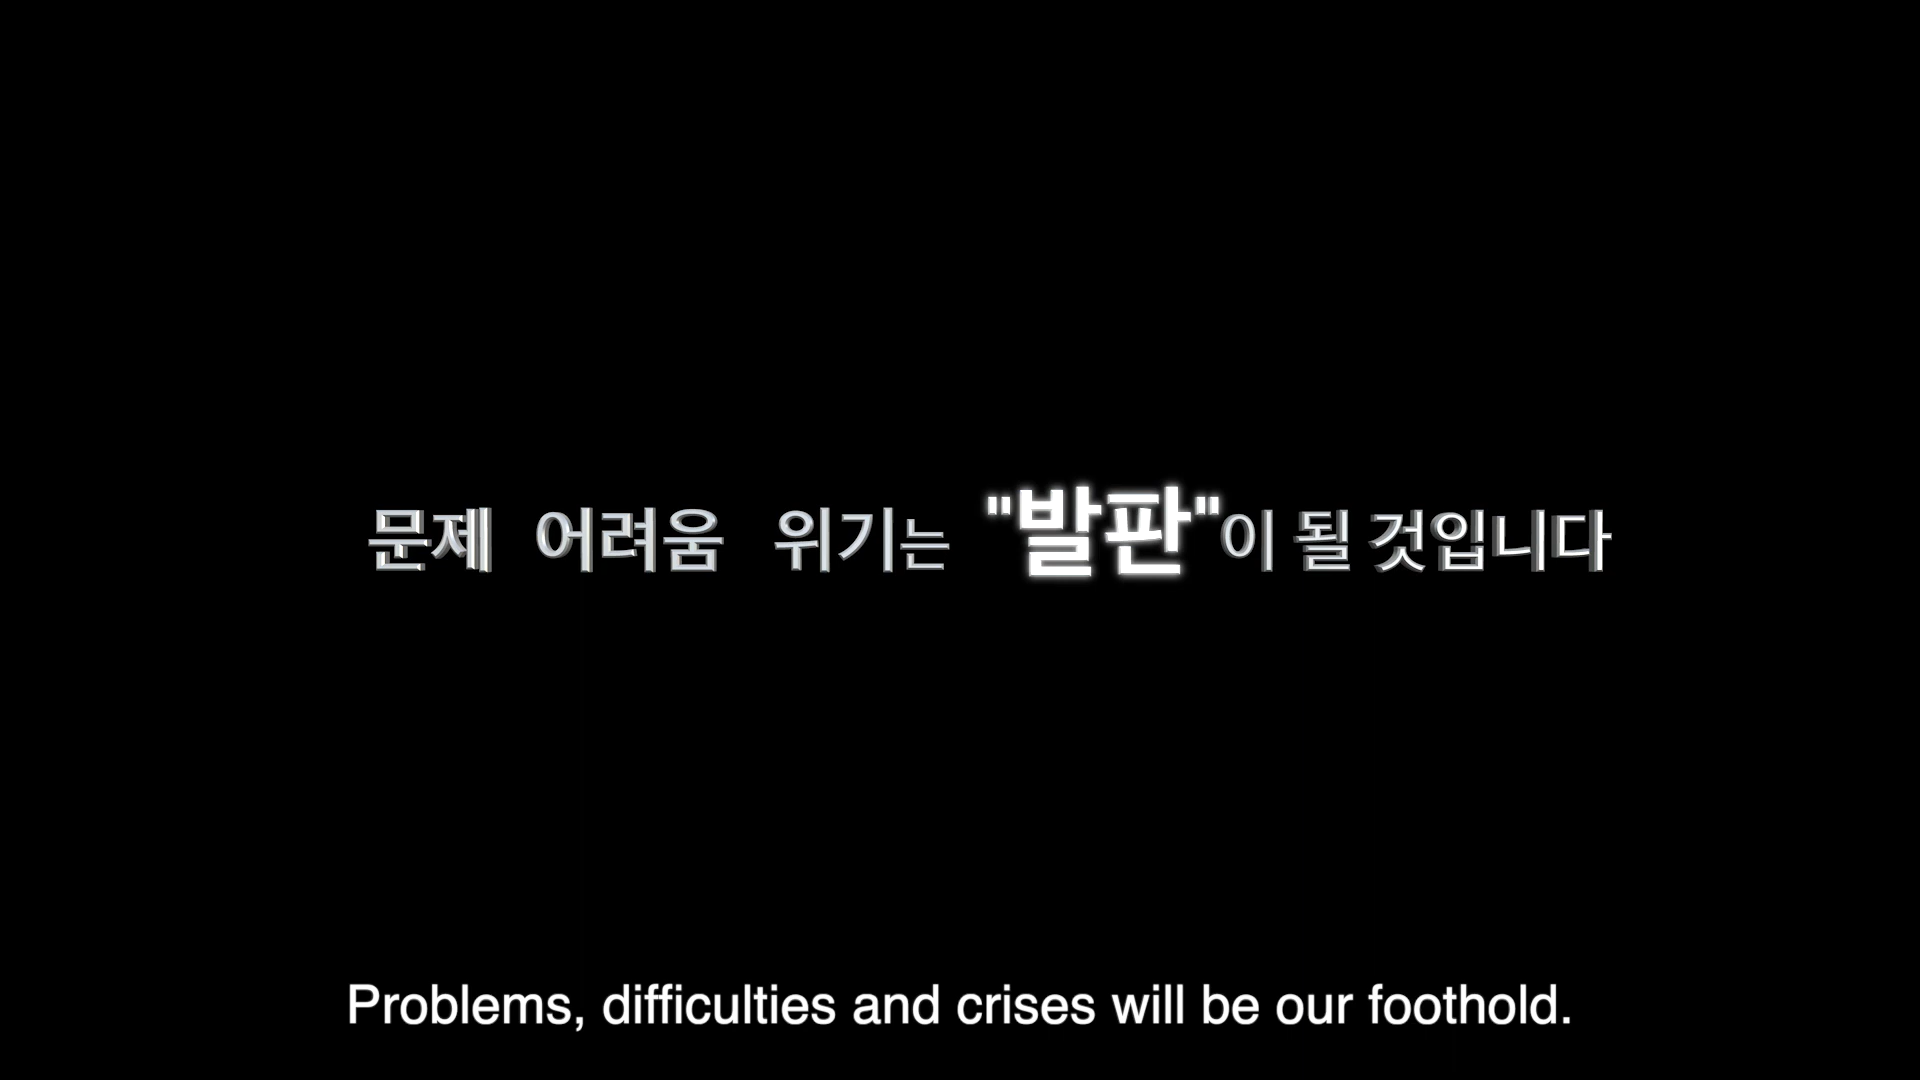 문제 어려움 위기는 "발판"이 될 것입니다
Problems, difficulties and crises will be our foothold.